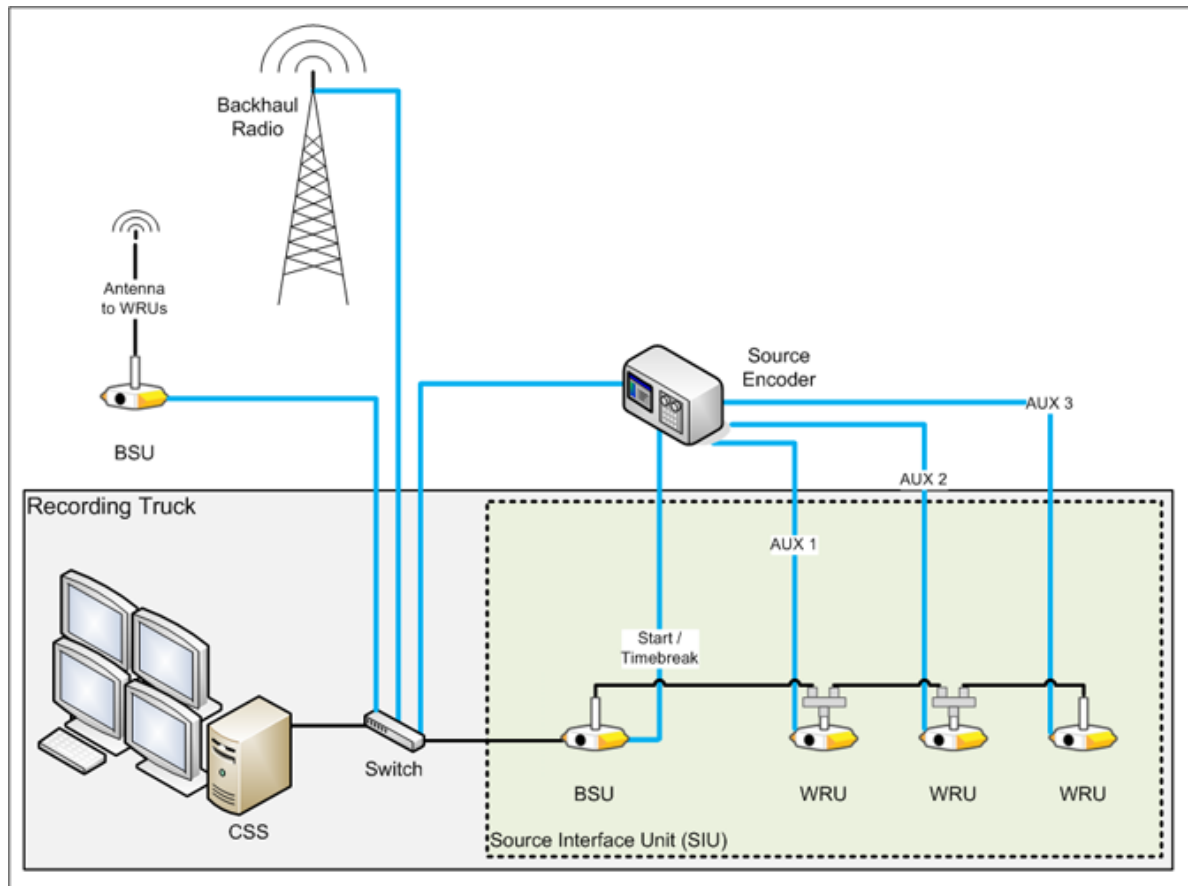 Backhaul
Radio
Antenna
to WRUs
BSU
Source
Encoder
AUX 3
AUX 2
AUX 1
Recording Truck
Start /
Timebreak
Switch
CSS
BSU
WRU
WRU
WRU
Source Interface Unit (SIU)